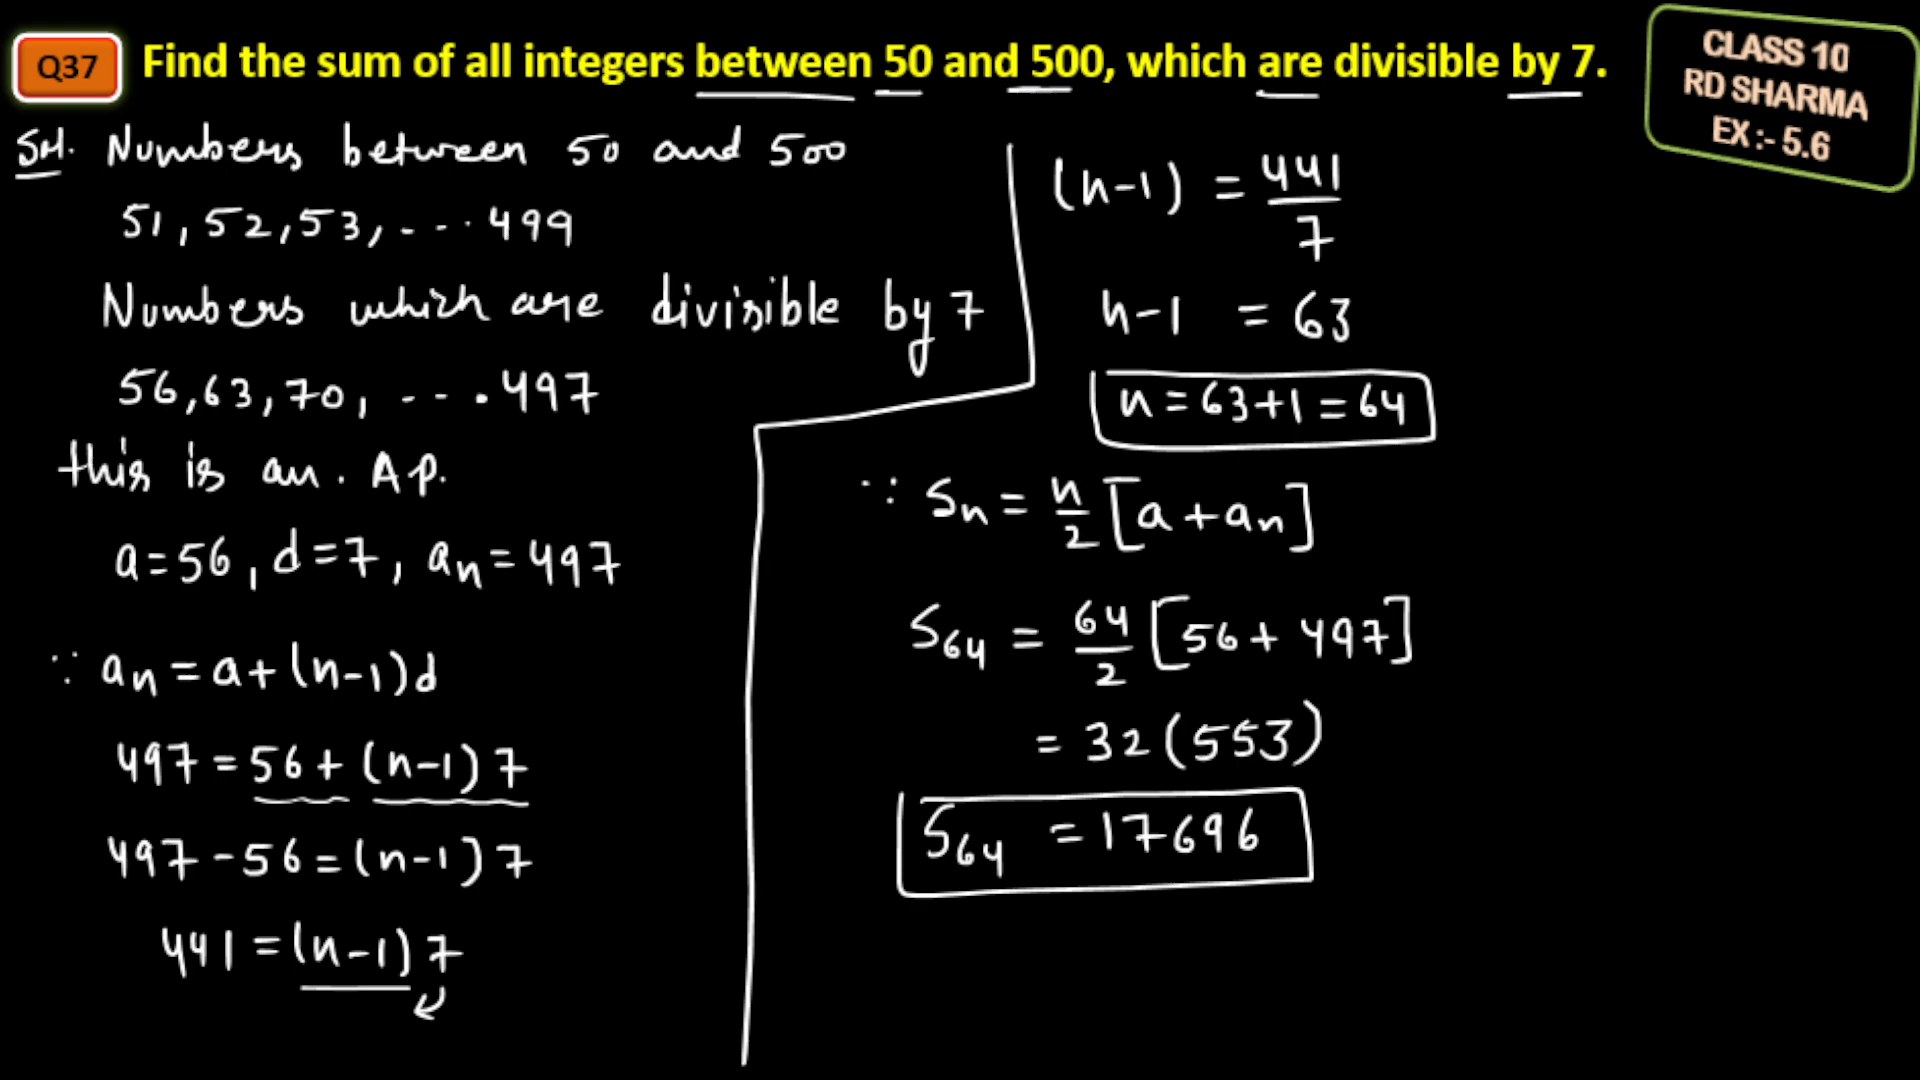 Q37 Find the sum of all integers between 50 and 500, which are divisible by 7.
CLASS 10
RD SHARMA
EX :- 5.6
Sol. Numbers between 50 and 500
51, 52, 53, - - - 499
Numbers which are divisible by 7
56, 63, 70, - - - . 497
this is an. A.P.
a = 56, d = 7, aₙ = 497
∵ aₙ = a + (n-1)d
497 = 56 + (n-1) 7
497 - 56 = (n-1) 7
441 = (n-1) 7
(n-1) = 441/7
n-1 = 63
n = 63+1 = 64
∵ Sₙ = n/2 [a + aₙ]
S₆₄ = 64/2 [56 + 497]
= 32 (553)
S₆₄ = 17696